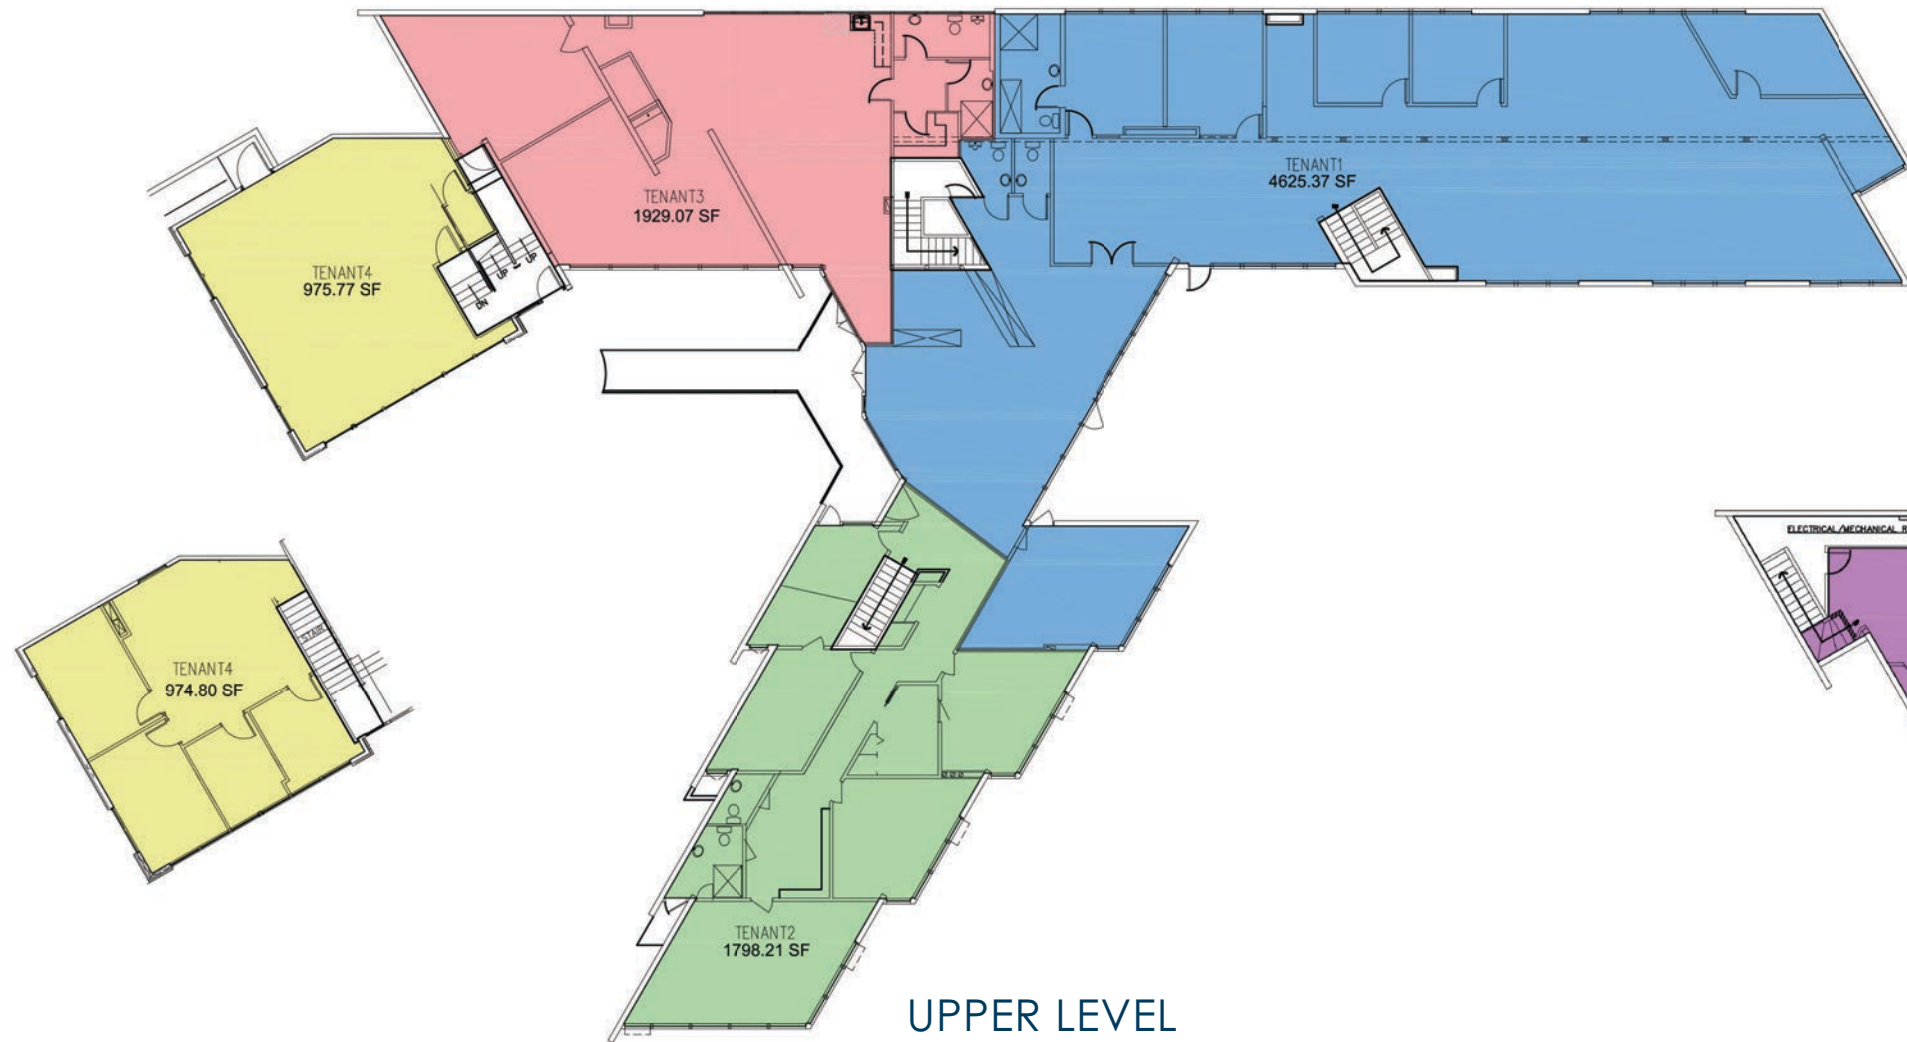 TENANT1
4625.37 SF
TENANT3
1929.07 SF
TENANT4
975.77 SF
UP
UP
DN
ELECTRICAL/MECHANICAL R
STAIR
TENANT4
974.80 SF
TENANT2
1798.21 SF
UPPER LEVEL